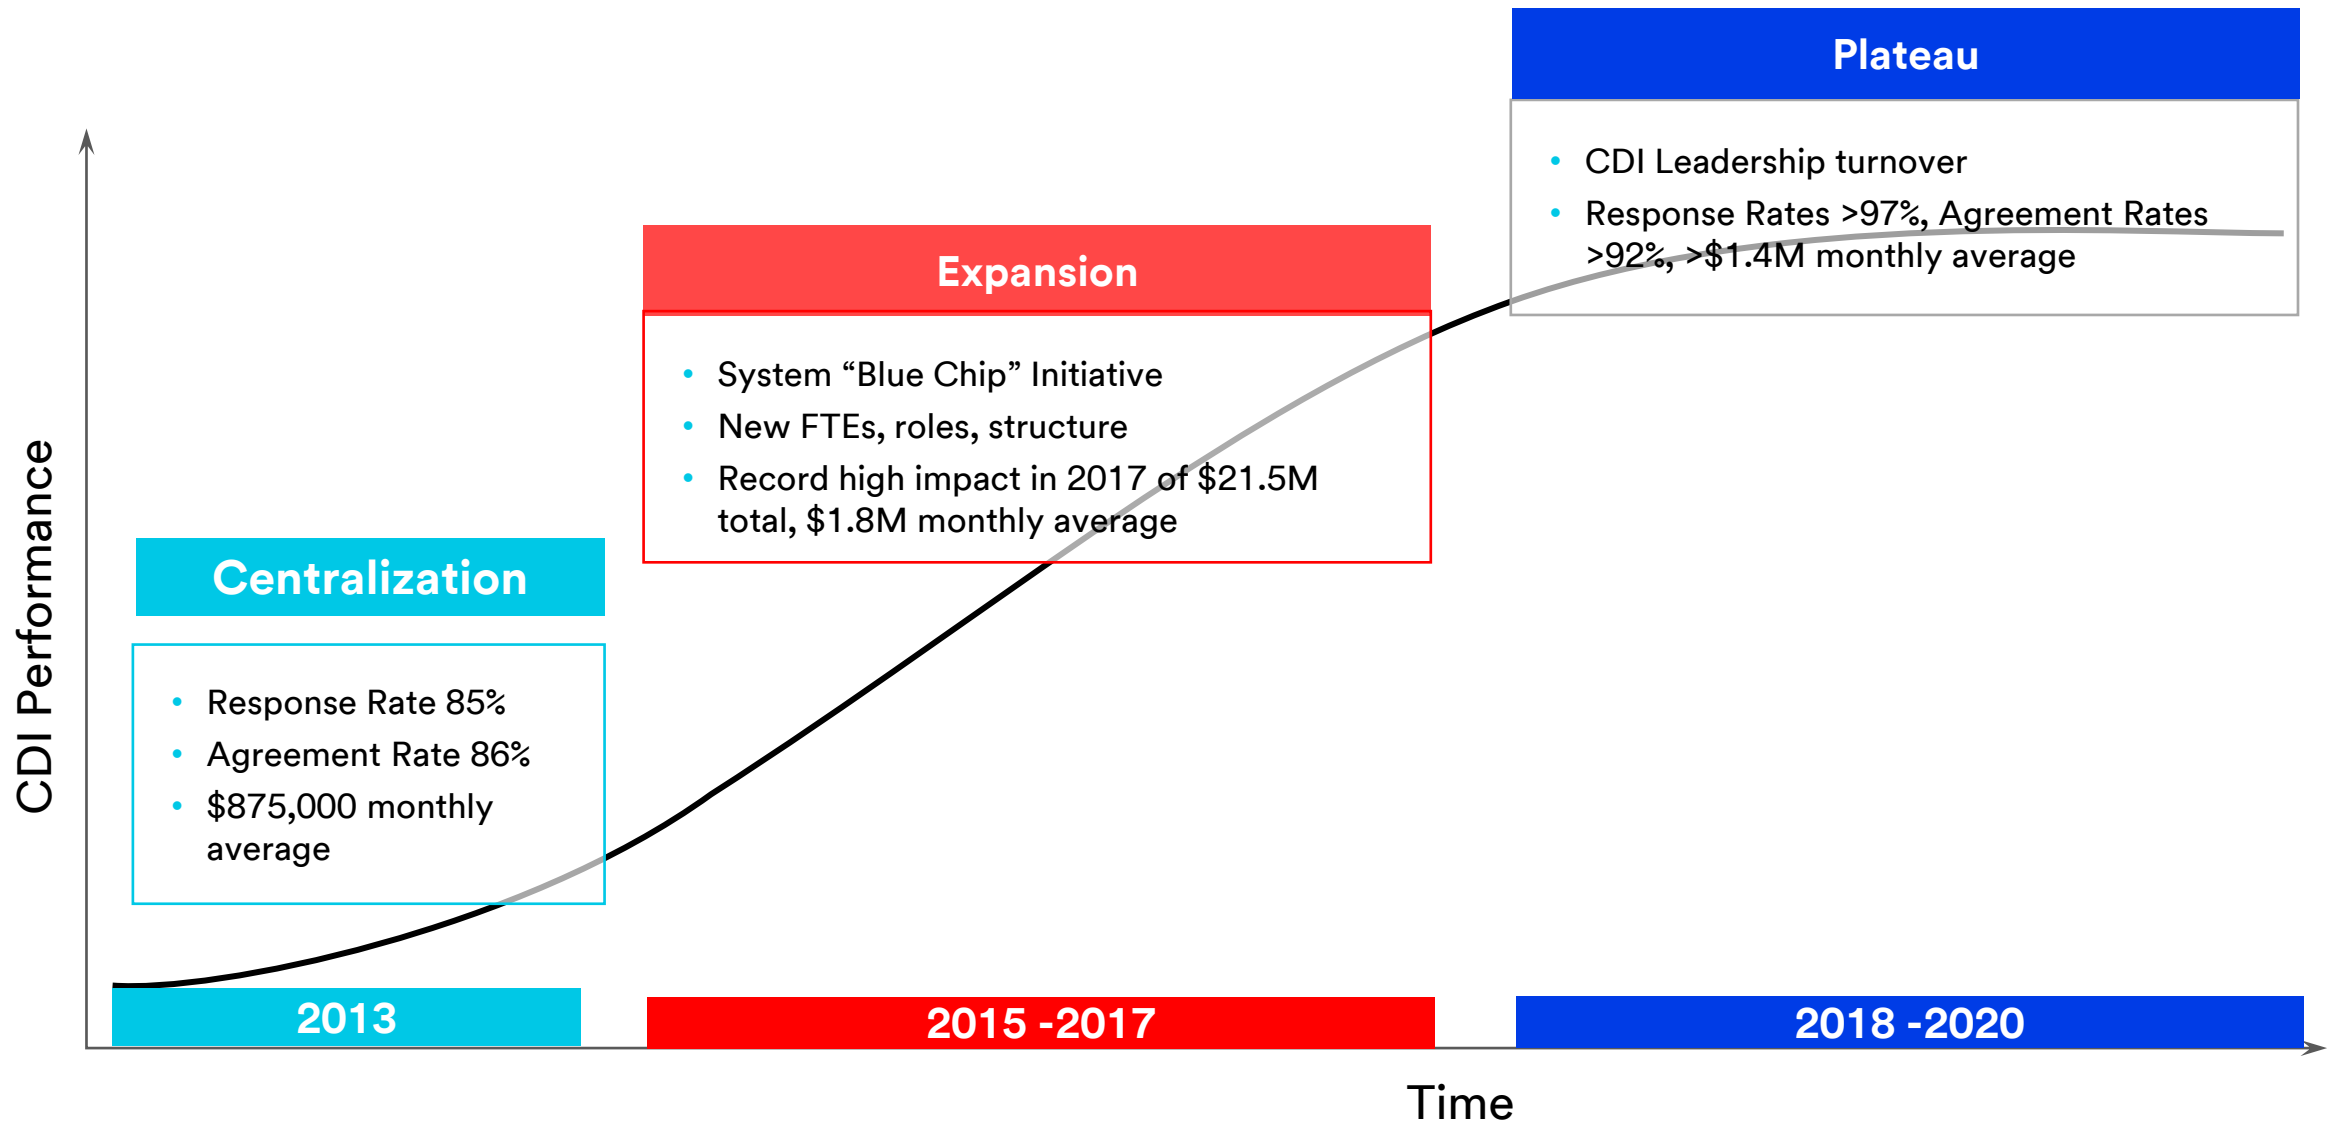 Plateau
• CDI Leadership turnover
• Response Rates >97%, Agreement Rates
>92%, >$1.4M monthly average
Expansion
• System “Blue Chip” Initiative
• New FTEs, roles, structure
• Record high impact in 2017 of $21.5M
total, $1.8M monthly average
Centralization
• Response Rate 85%
• Agreement Rate 86%
• $875,000 monthly
average
CDI Performance
2013
2015 -2017
2018 -2020
Time